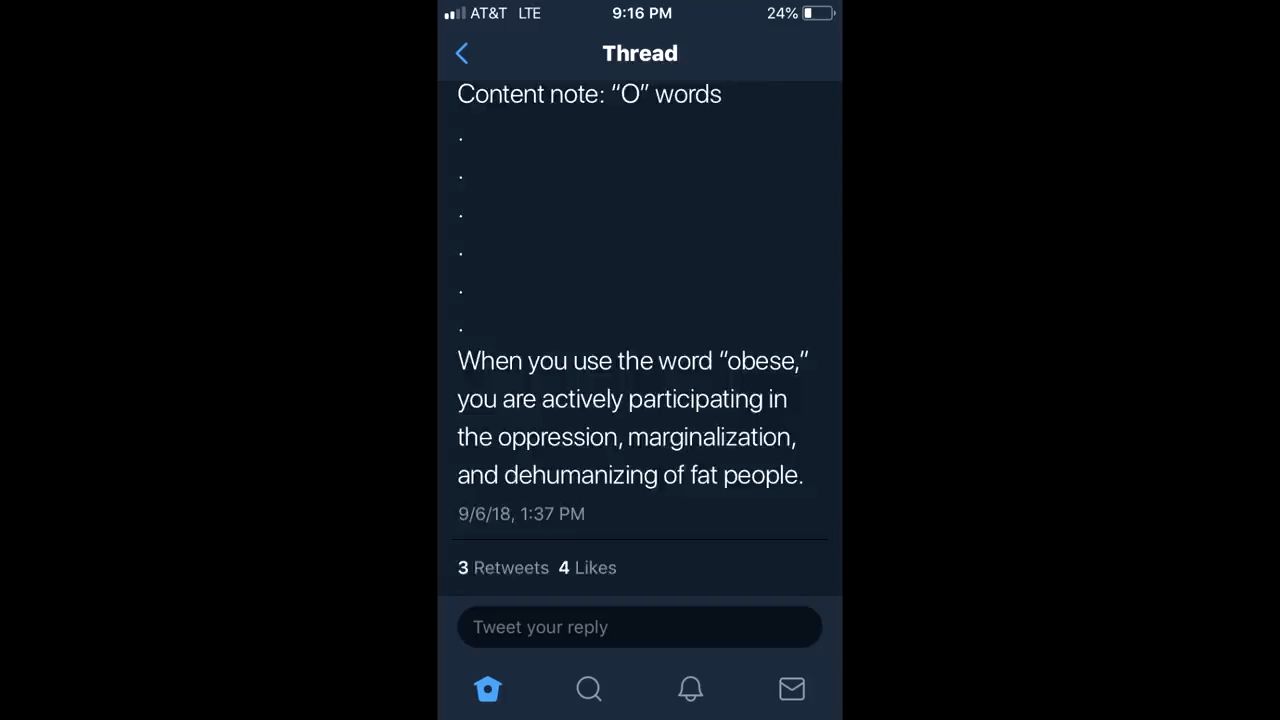 AT&T LTE 9:16 PM 24%
Thread
Content note: “O” words
.
.
.
.
.
.
When you use the word “obese,“
you are actively participating in
the oppression, marginalization,
and dehumanizing of fat people.
9/6/18, 1:37 PM
3 Retweets 4 Likes
Tweet your reply